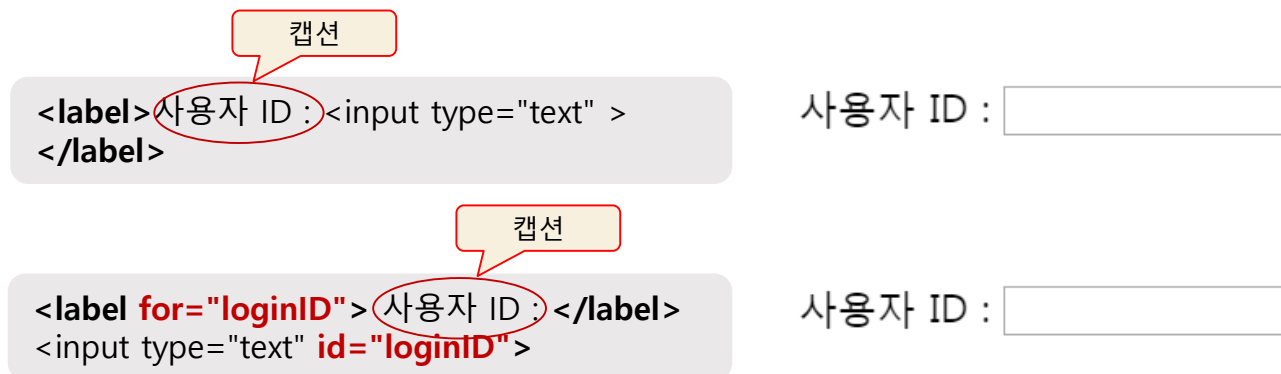 캡션
<label>사용자 ID : <input type="text" >
</label>
사용자 ID :
캡션
<label for="loginID"> 사용자 ID : </label>
<input type="text" id="loginID">
사용자 ID :